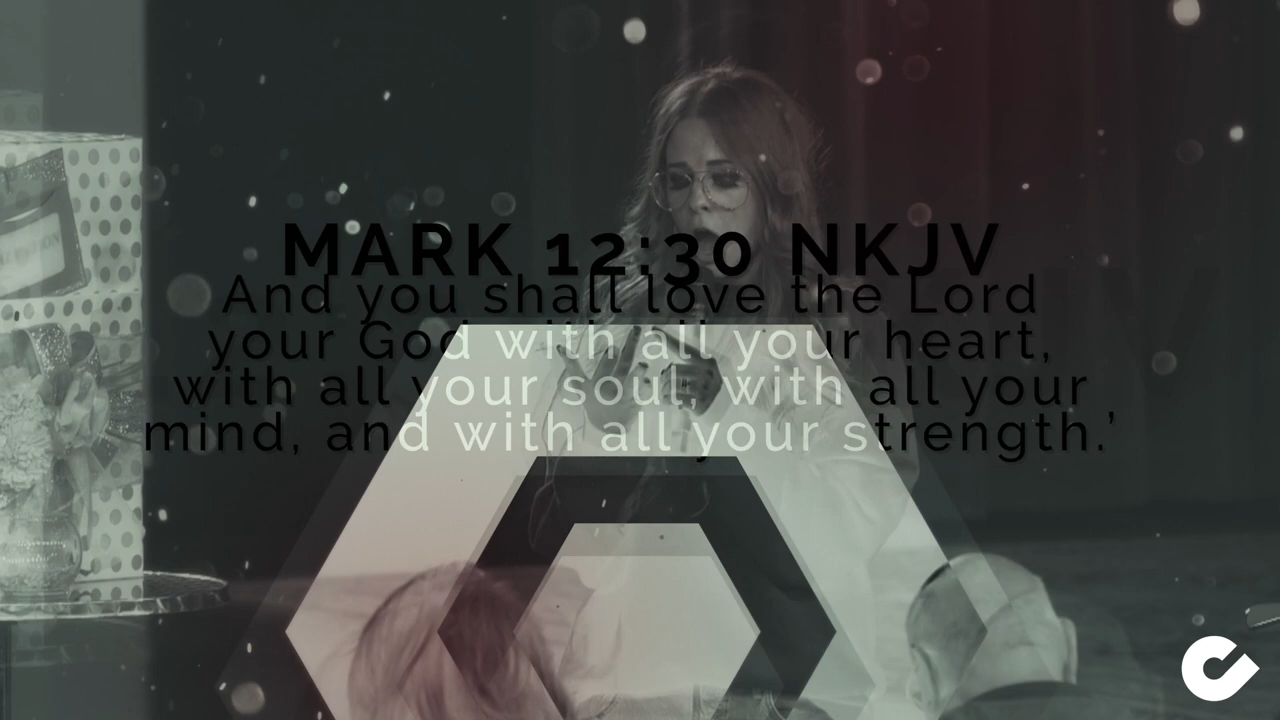 MARK 12:30 NKJV
And you shall love the Lord
your God with all your heart,
with all your soul, with all your
mind, and with all your strength.’